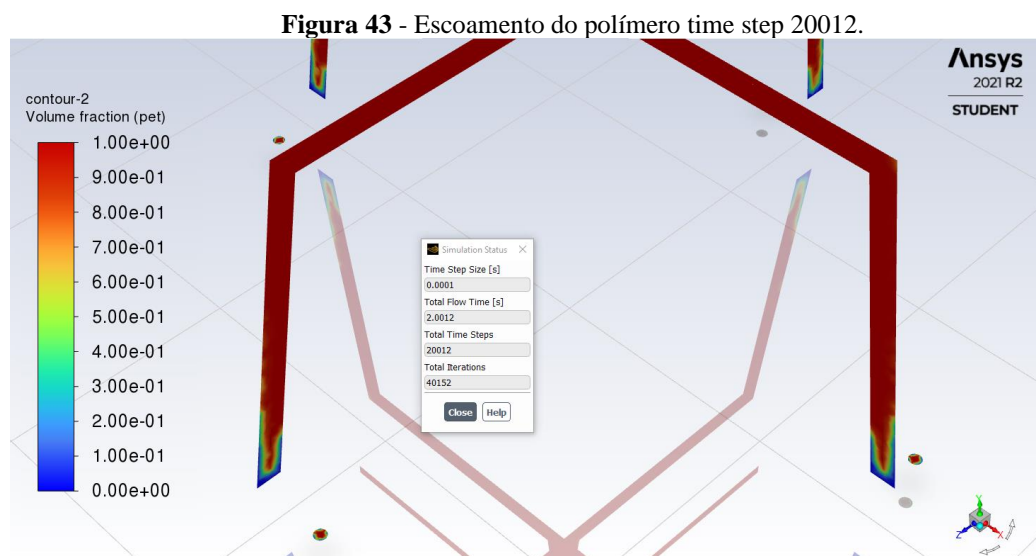 Figura 43 - Escoamento do polímero time step 20012.
Ansys
2021 R2
STUDENT
contour-2
Volume fraction (pet)
1.00e+00
9.00e-01
8.00e-01
7.00e-01
6.00e-01
5.00e-01
4.00e-01
3.00e-01
2.00e-01
1.00e-01
0.00e+00
Simulation Status
Time Step Size [s]
0.0001
Total Flow Time [s]
2.0012
Total Time Steps
20012
Total Iterations
40152
Close Help
Y
Z X